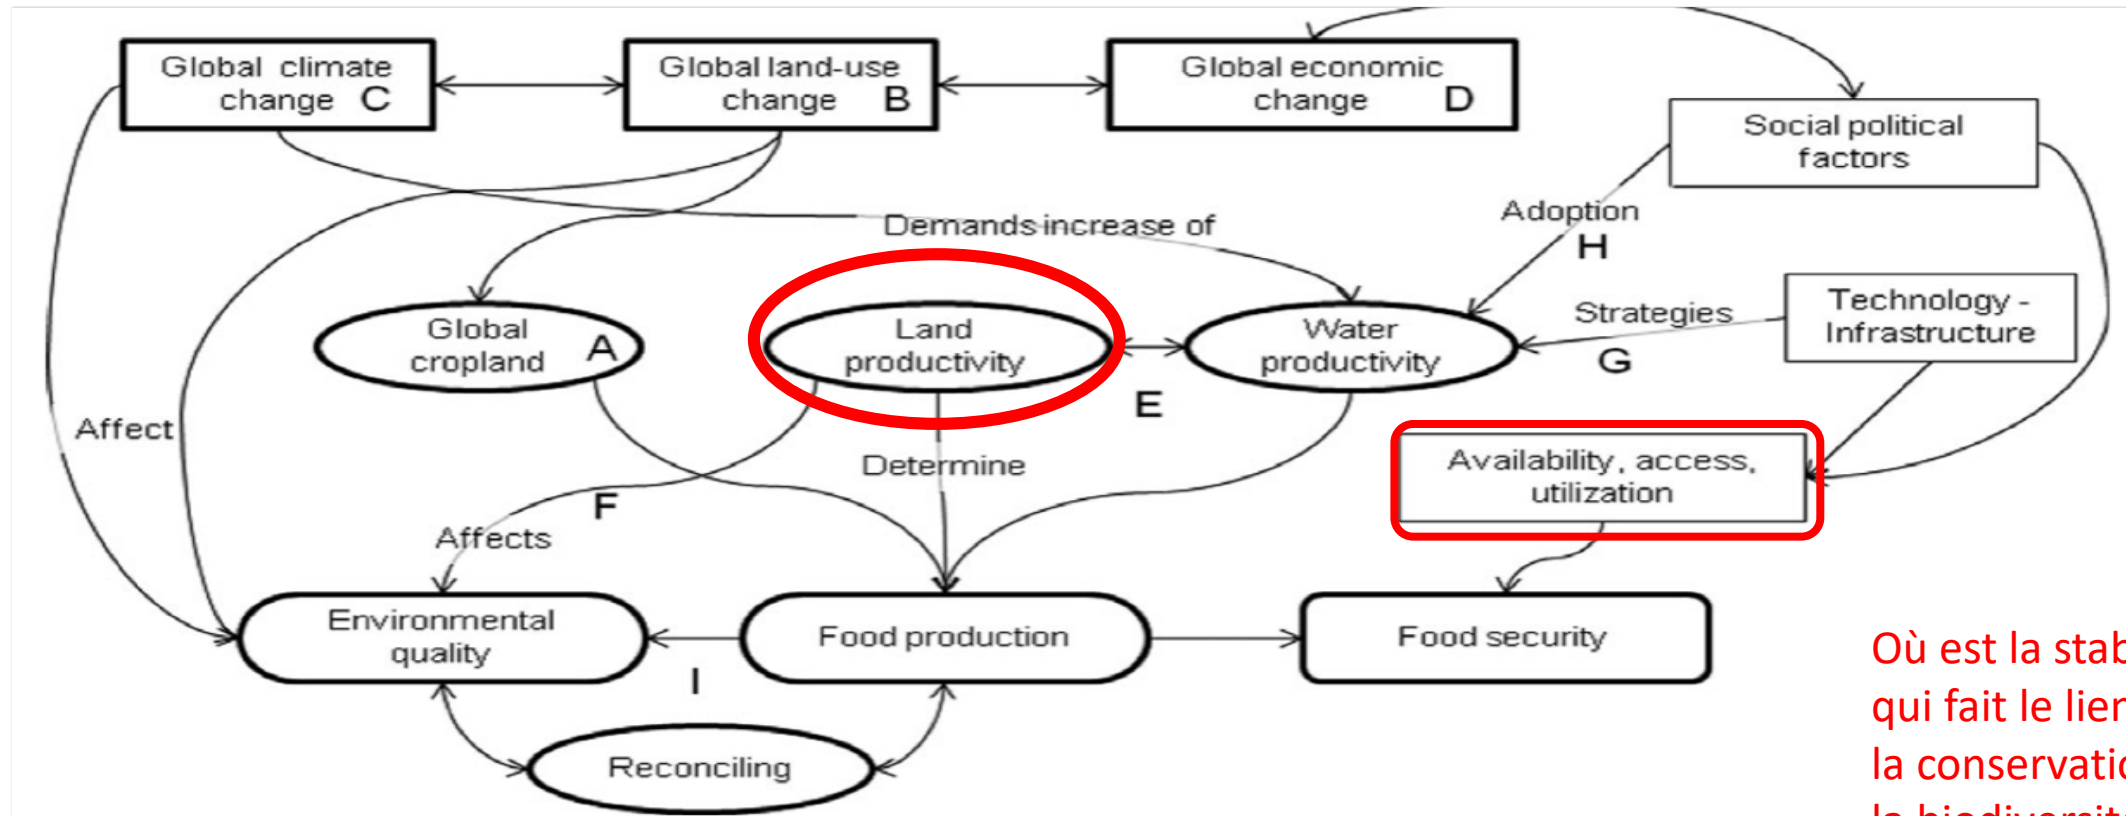 Global climate
change C
Global land-use
change B
Global economic
change D
Social political
factors
Demands increase of
Adoption
H
Global
cropland A
Land
productivity
Water
productivity
Strategies
G
Technology -
Infrastructure
E
Affect
Determine
Availability, access,
utilization
F
Affects
Environmental
quality
Food production
Food security
I
Reconciling
Où est la stab
qui fait le lien
la conservatio
la biodiversit